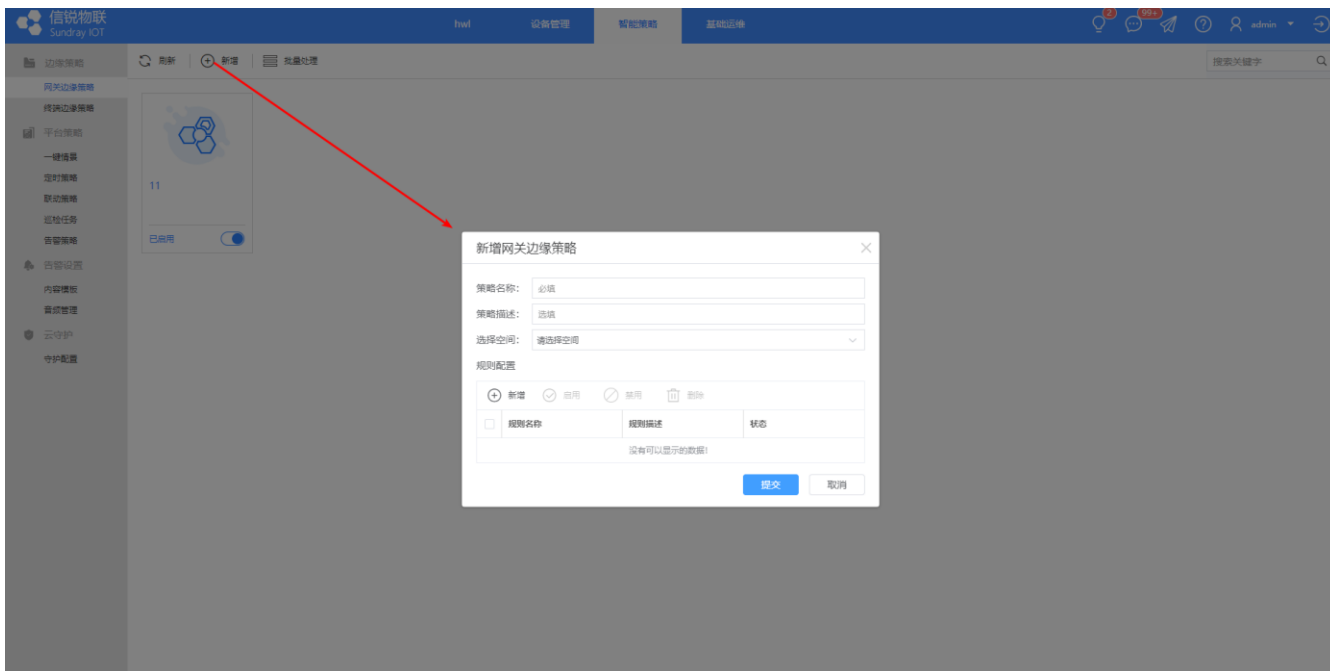 信锐物联
Sundray IOT
hwl 设备管理 智能策略 基础运维
2 99+ admin
边缘策略
网关边缘策略
终端边缘策略
平台策略
一键情景
定时策略
联动策略
巡检任务
告警策略
告警设置
内容模板
音频管理
云守护
守护配置
刷新 新增 批量处理
搜索关键字
11
已启用
新增网关边缘策略
策略名称: 必填
策略描述: 选填
选择空间: 请选择空间
规则配置
新增 启用 禁用 删除
规则名称 规则描述 状态
没有可以显示的数据!
提交 取消